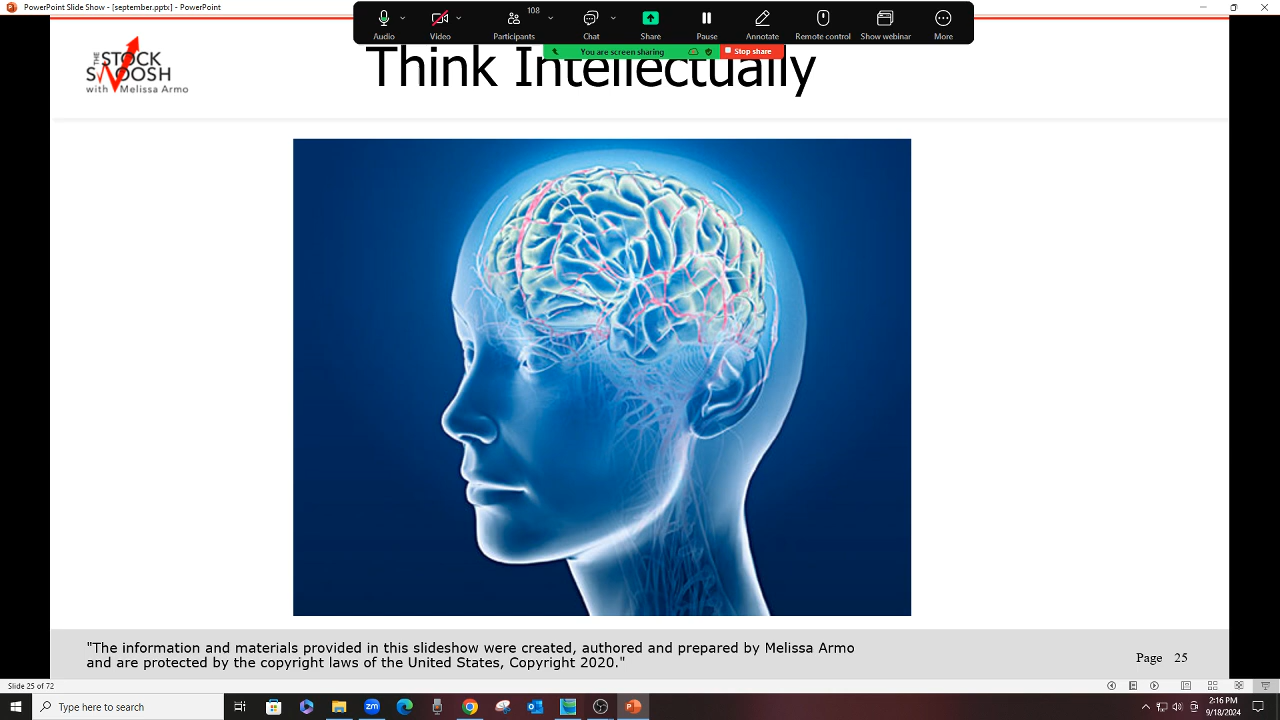 PowerPoint Slide Show - [september.pptx] - PowerPoint
108
Audio Video Participants Chat Share Pause Annotate Remote control Show webinar More
You are screen sharing Stop share
THE STOCK
SWOOSH
with Melissa Armo
Think Intellectually
"The information and materials provided in this slideshow were created, authored and prepared by Melissa Armo
and are protected by the copyright laws of the United States, Copyright 2020."
Page 25
Slide 25 of 72
Type here to search
zm
2:16 PM
9/18/2024